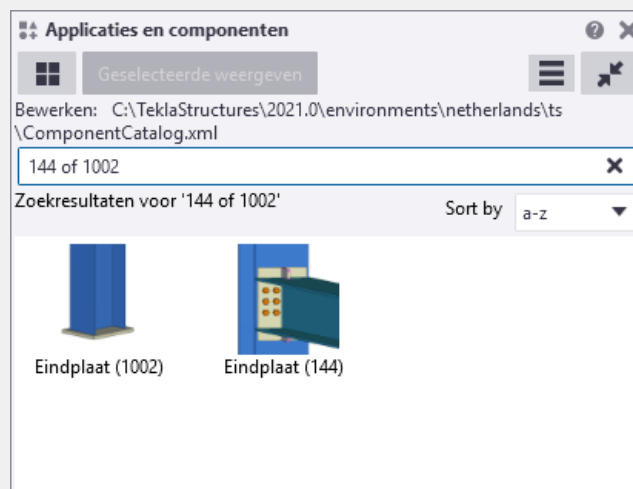 Applicaties en componenten
Geselecteerde weergeven
Bewerken: C:\TeklaStructures\2021.0\environments\netherlands\ts
\ComponentCatalog.xml
144 of 1002
Zoekresultaten voor '144 of 1002'
Sort by a-z
Eindplaat (1002) Eindplaat (144)